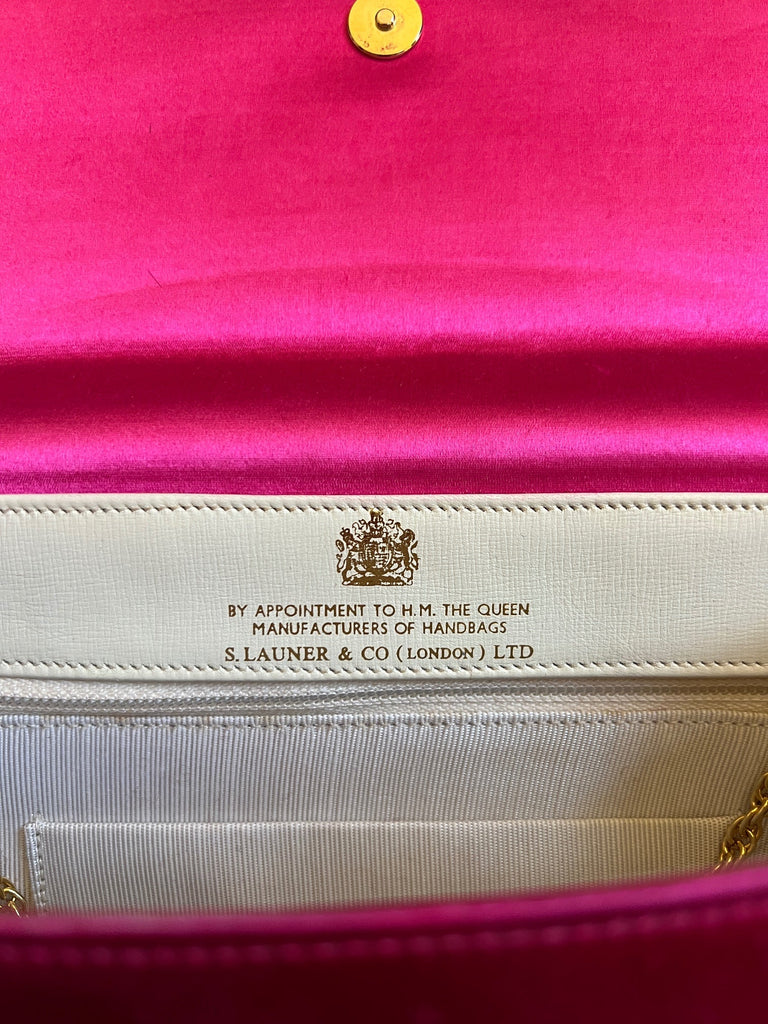 BY APPOINTMENT TO H.M. THE QUEEN
MANUFACTURERS OF HANDBAGS
S. LAUNER & CO (LONDON) LTD